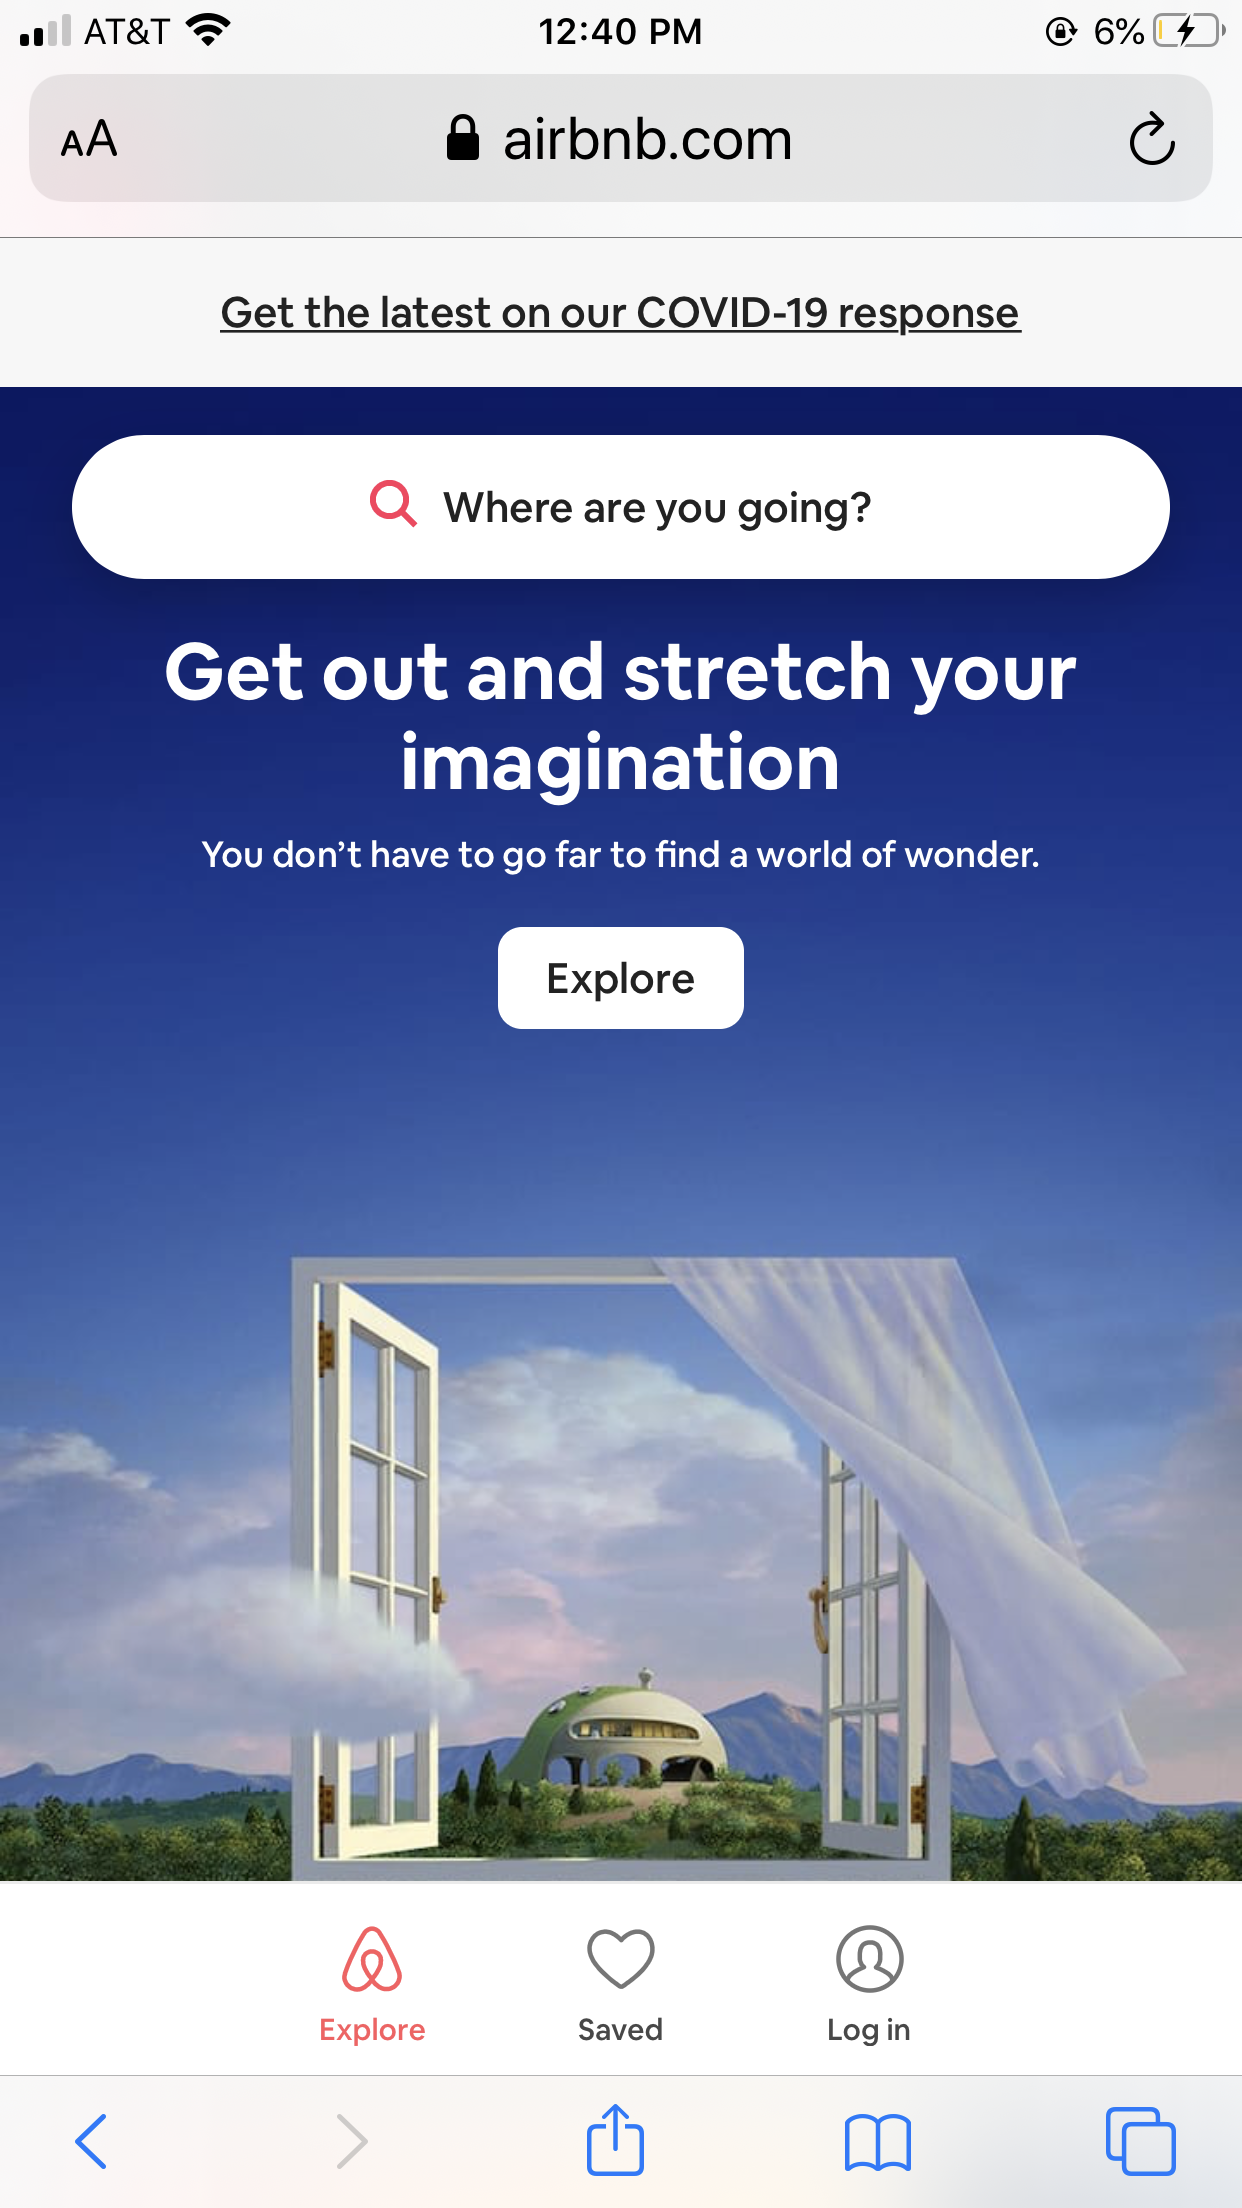 AT&T 12:40 PM 6%
AA airbnb.com
Get the latest on our COVID-19 response
Where are you going?
Get out and stretch your
imagination
You don’t have to go far to find a world of wonder.
Explore
Explore Saved Log in